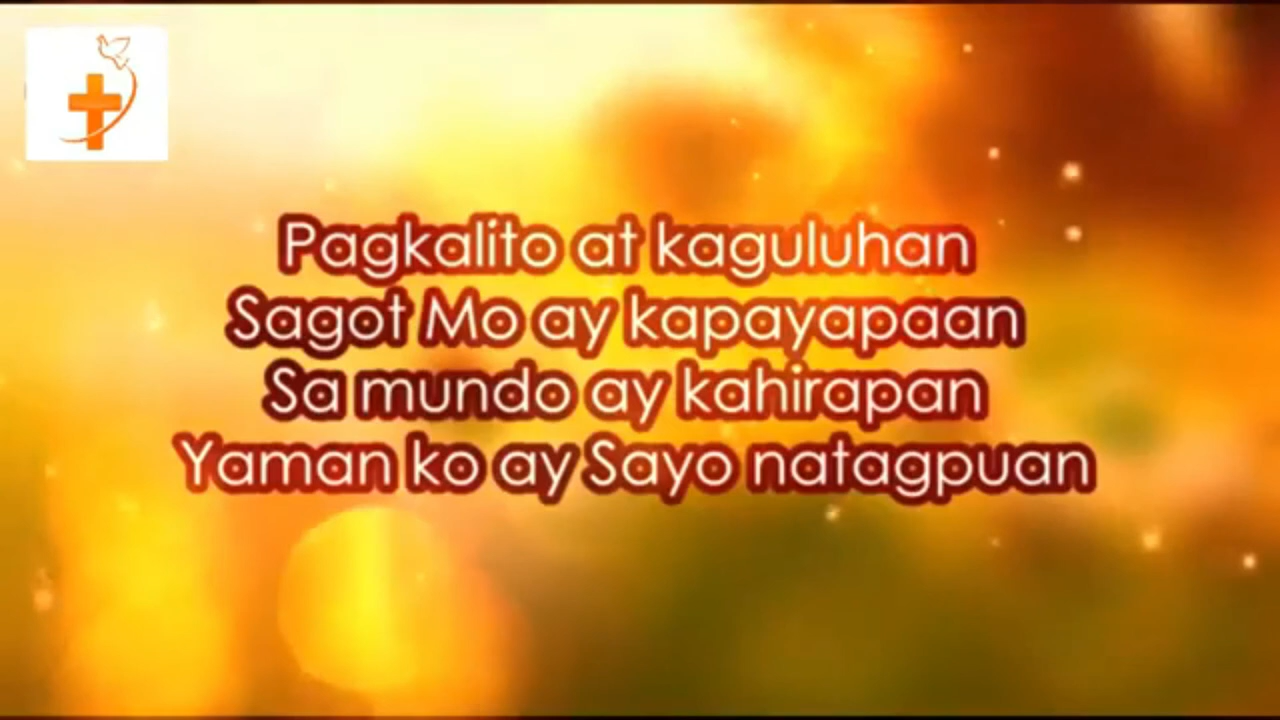 Pagkalito at kaguluhan
Sagot Mo ay kapayapaan
Sa mundo ay kahirapan
Yaman ko ay Sayo natagpuan